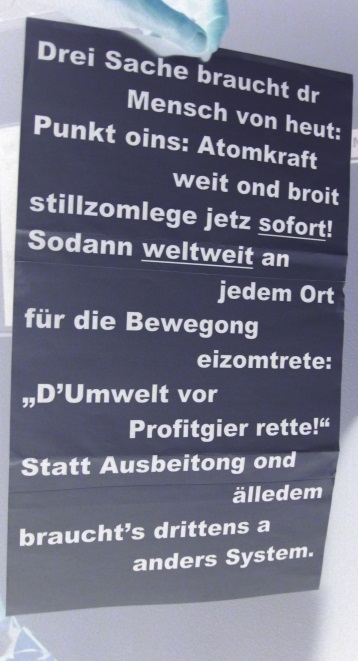 Drei Sache braucht dr
Mensch von heut:
Punkt oins: Atomkraft
weit ond broit
stillzomlege jetz sofort!
Sodann weltweit an
jedem Ort
für die Bewegong
eizomtrete:
„D'Umwelt vor
Profitgier rette!“
Statt Ausbeitong ond
älledem
braucht's drittens a
anders System.